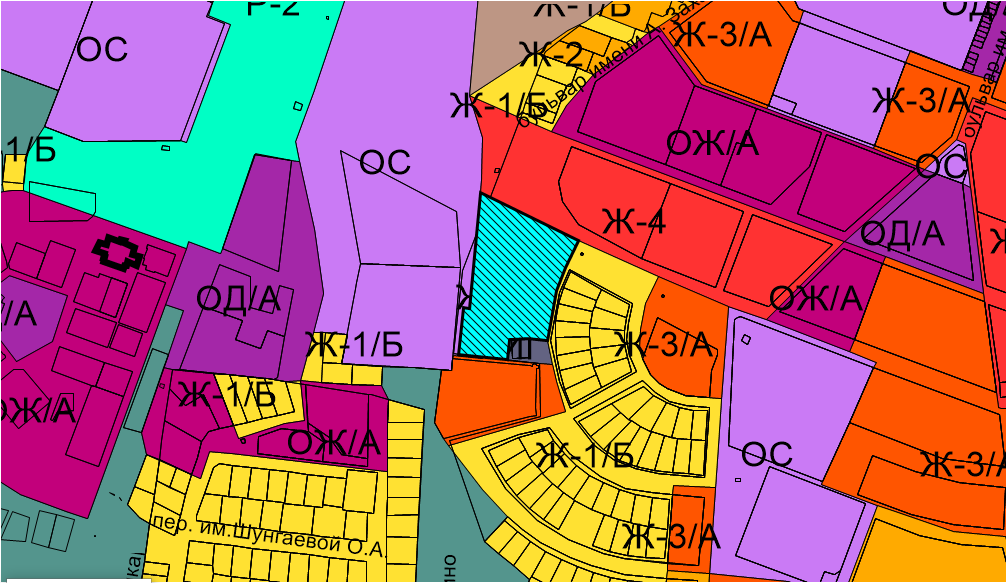 Р-2
Ж-1/Б
ОД
ОС
Ж-2
Ж-3/А
бульвар имени
Ж-1/Б
Ж-3/А
1/Б
ОЖ/А
ОС
ОС
Ж-4
ОД/А
Ж
ОД/А
ОЖ/А
/А
Ж-1/Б
Ж-3/А
Ж-1/Б
ОЖ/А
ОЖ/А
Ж-1/Б
ОС
Ж-3/А
пер. им.Шунгаевой О.А
Ж-3/А